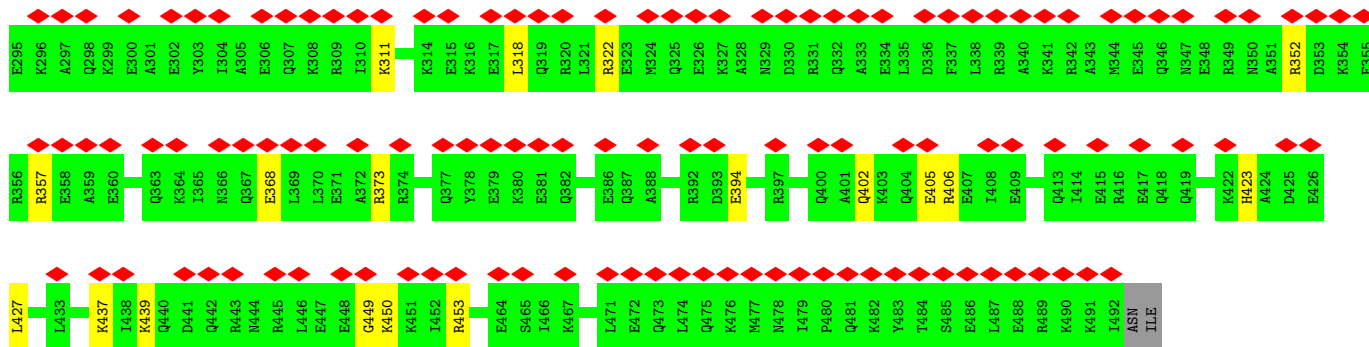 E295 K296 A297 Q298 K299 E300 A301 E302 Y303 I304 A305 E306 Q307 K308 R309 I310 K311 K314 E315 K316 E317 L318 Q319 R320 L321 R322 E323 M324 Q325 E326 K327 A328 N329 D330 R331 Q332 A333 E334 L335 D336 F337 L338 R339 A340 K341 R342 A343 M344 E345 Q346 N347 E348 R349 N350 A351 R352 D353 K354 E355
R356 R357 E358 A359 E360 Q363 K364 I365 N366 Q367 E368 L369 L370 E371 A372 R373 R374 Q377 Y378 E379 K380 E381 Q382 E386 Q387 A388 R392 D393 E394 R397 Q400 A401 Q402 K403 Q404 E405 R406 E407 I408 E409 Q413 I414 E415 R416 E417 Q418 Q419 K422 H423 A424 D425 E426
L427 L433 K437 I438 K439 Q440 D441 Q442 R443 N444 R445 L446 E447 E448 G449 K450 K451 I452 R453 E464 S465 I466 K467 L471 E472 Q473 L474 Q475 K476 M477 N478 I479 P480 Q481 K482 Y483 T484 S485 E486 L487 E488 R489 K490 K491 I492 ASN ILE